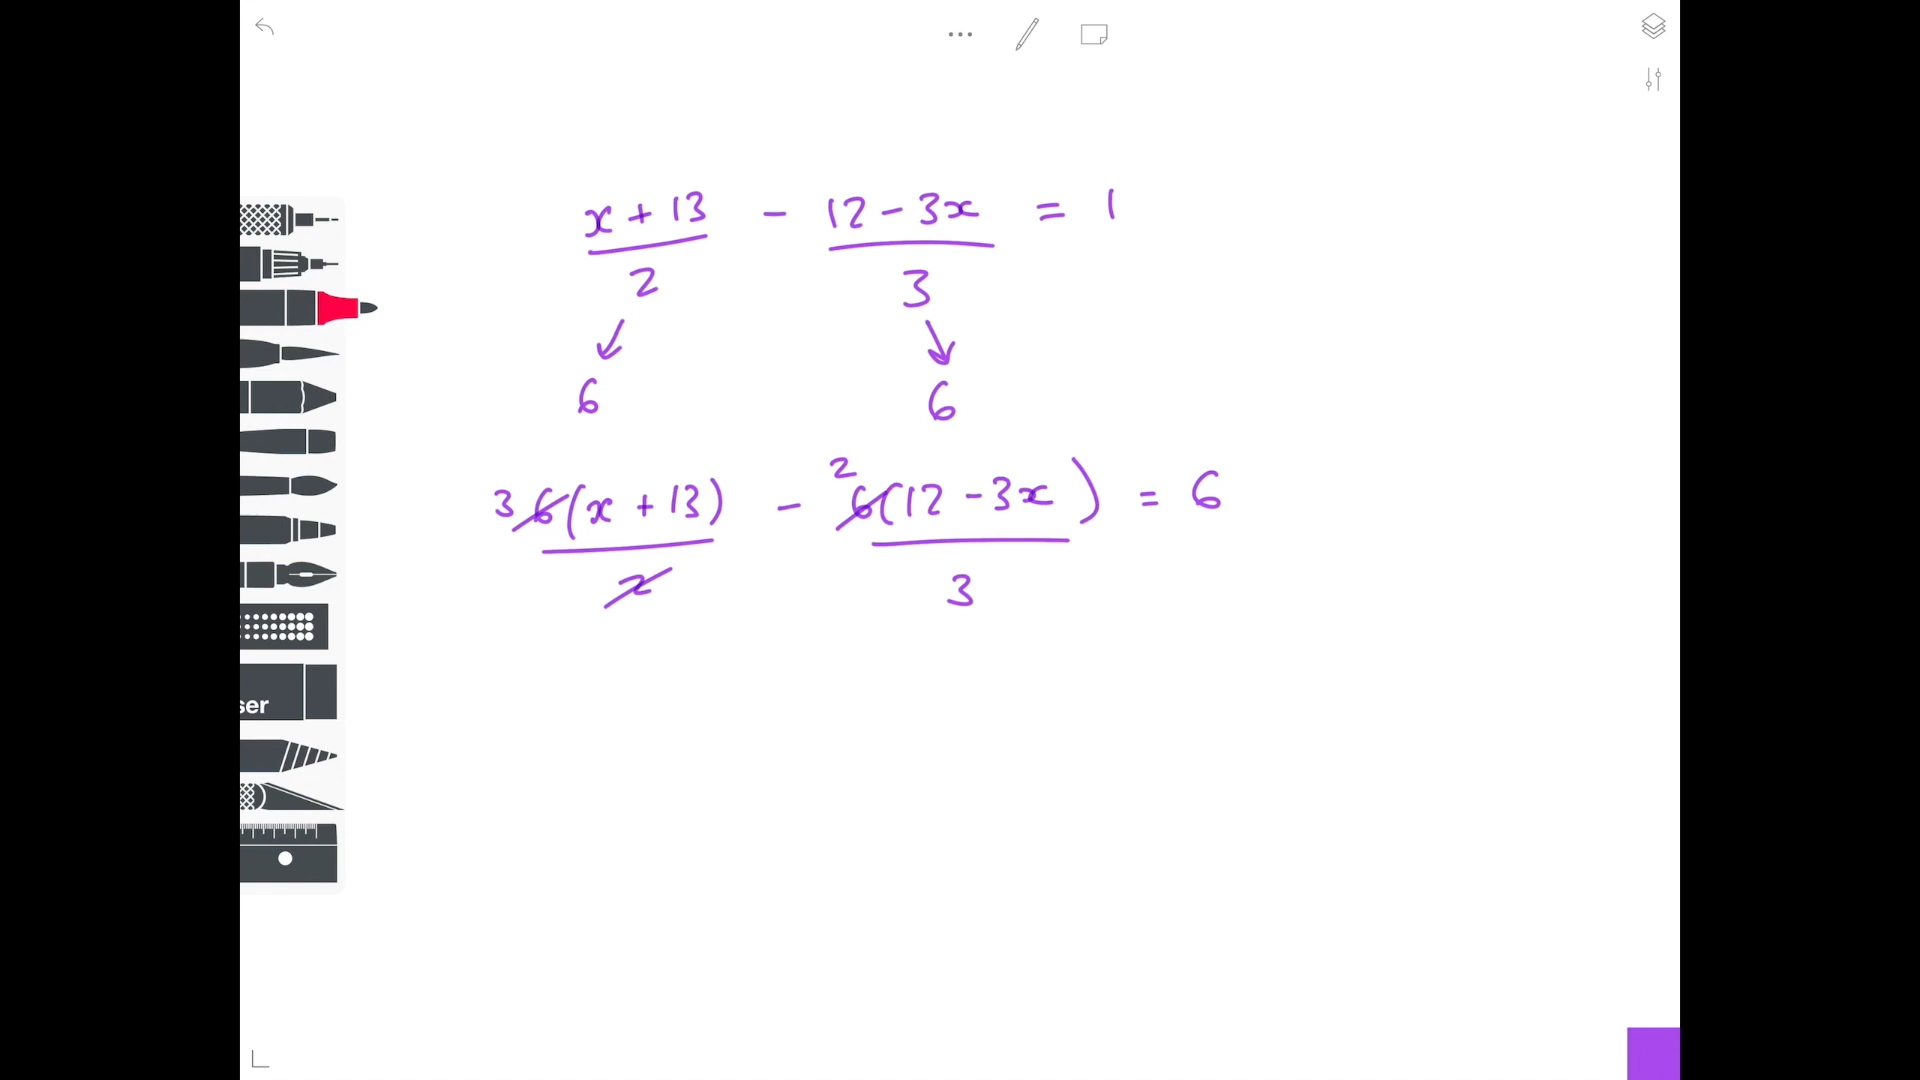 x + 13 - 12 - 3x = 1
2 3
6 6
2
3 6(x + 13) - 6(12 - 3x) = 6
2 3
ser